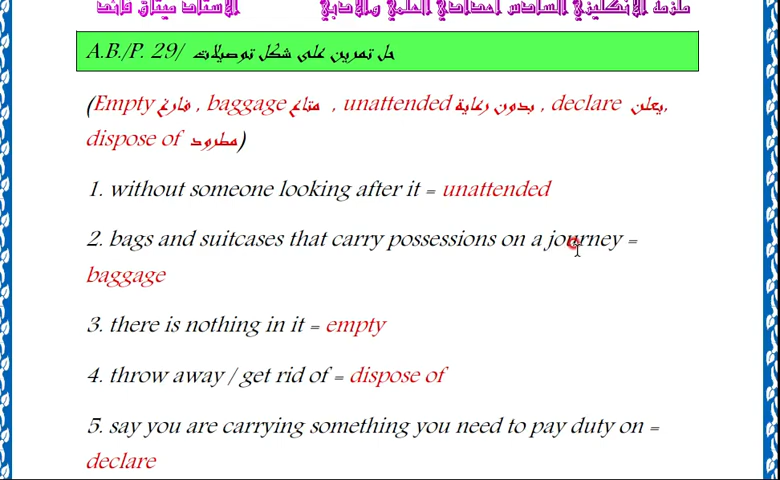 ملزمة الانكليزي السادس اعدادي العلمي والادبي الاستاذ ميثاق فائد
A.B./P. 29/ حل تمرين على شكل توصيلات
(Empty فارغ , baggage متاع , unattended بدون رعاية , declare يعلن,
dispose of مطرود)
1. without someone looking after it = unattended
2. bags and suitcases that carry possessions on a journey =
baggage
3. there is nothing in it = empty
4. throw away / get rid of = dispose of
5. say you are carrying something you need to pay duty on =
declare